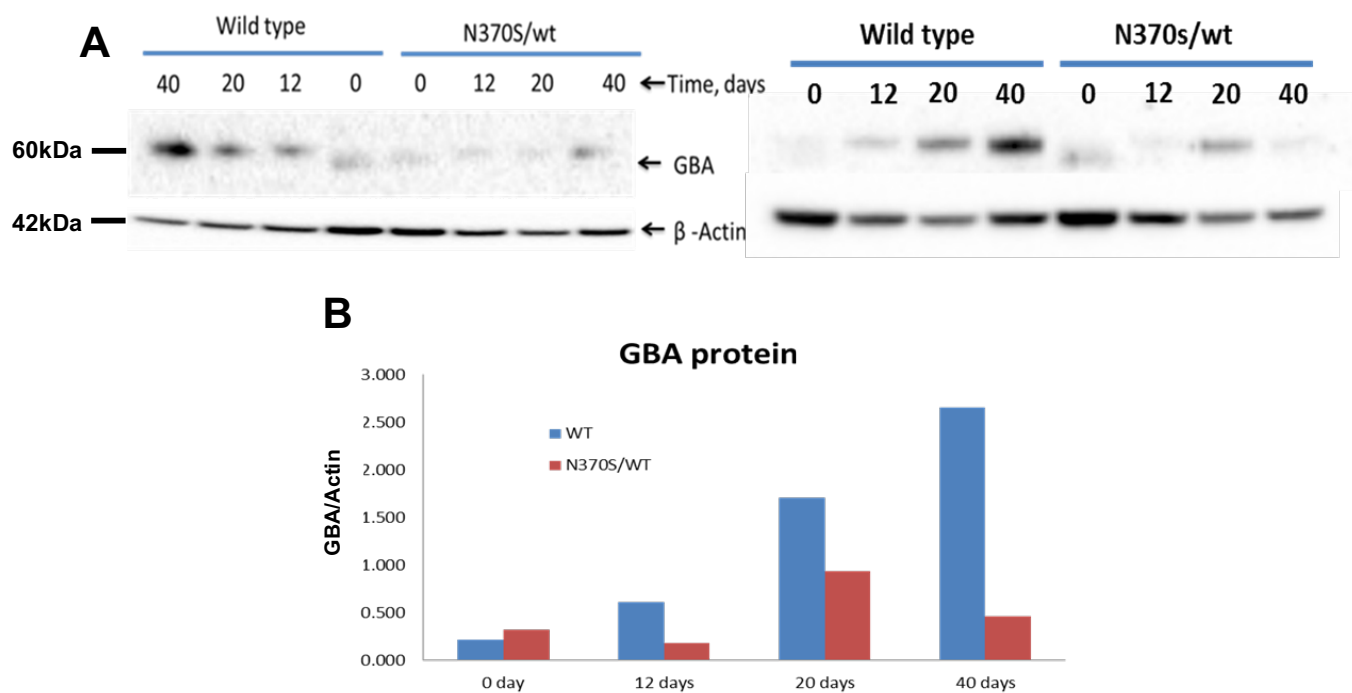 A
Wild type N370S/wt
40 20 12 0 0 12 20 40 ←Time, days
60kDa
← GBA
42kDa
← β -Actin
Wild type N370s/wt
0 12 20 40 0 12 20 40
B
GBA protein
GBA/Actin
3.000
2.500
2.000
1.500
1.000
0.500
0.000
WT
N370S/WT
0 day 12 days 20 days 40 days